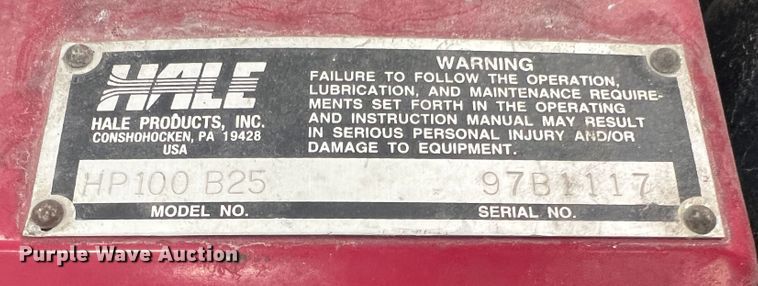 HALE
HALE PRODUCTS, INC.
CONSHOHOCKEN, PA 19428
USA
WARNING
FAILURE TO FOLLOW THE OPERATION,
LUBRICATION, AND MAINTENANCE REQUIRE-
MENTS SET FORTH IN THE OPERATING
AND INSTRUCTION MANUAL MAY RESULT
IN SERIOUS PERSONAL INJURY AND/OR
DAMAGE TO EQUIPMENT.
HP100 B25
97B1117
MODEL NO.
SERIAL NO.
Purple Wave Auction